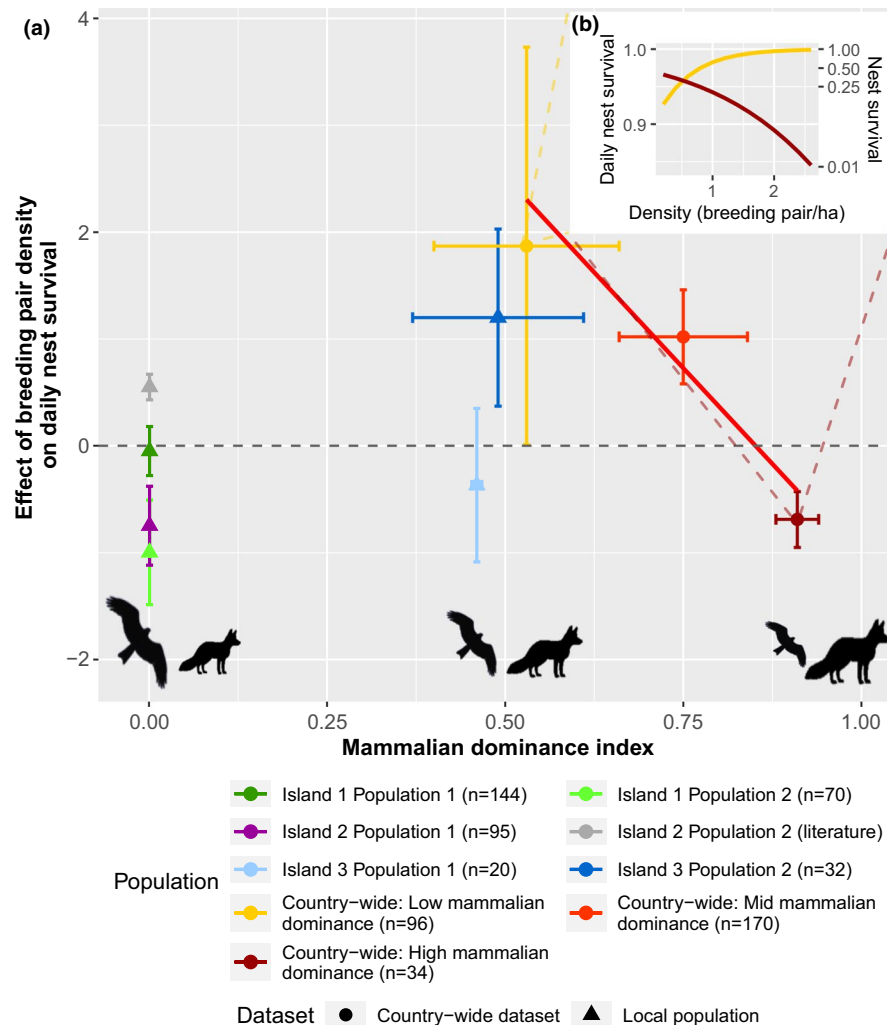 (a)
(b)
4
2
0
−2
Effect of breeding pair density
on daily nest survival
0.00
0.25
0.50
0.75
1.00
Mammalian dominance index
1.0
0.9
Daily nest survival
1.00
0.50
0.25
0.01
Nest survival
1
2
Density (breeding pair/ha)
Population
Island 1 Population 1 (n=144)
Island 1 Population 2 (n=70)
Island 2 Population 1 (n=95)
Island 2 Population 2 (literature)
Island 3 Population 1 (n=20)
Island 3 Population 2 (n=32)
Country−wide: Low mammalian
dominance (n=96)
Country−wide: Mid mammalian
dominance (n=170)
Country−wide: High mammalian
dominance (n=34)
Dataset
Country−wide dataset
Local population